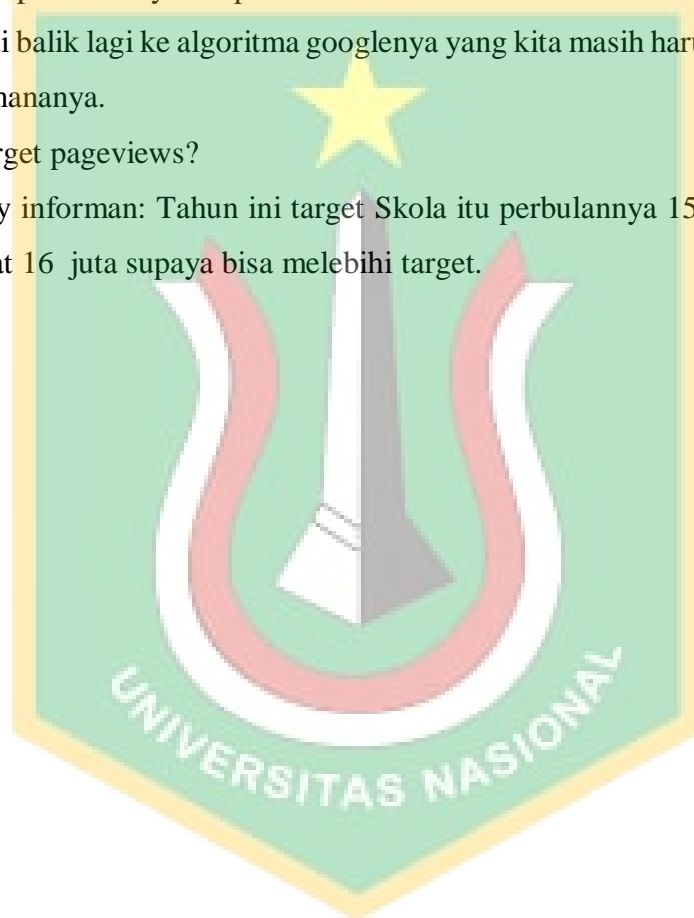 i balik lagi ke algoritma googlenya yang kita masih haru
nananya.
rget pageviews?
y informan: Tahun ini target Skola itu perbulannya 15
at 16 juta supaya bisa melebihi target.
UNIVERSITAS NASIONAL